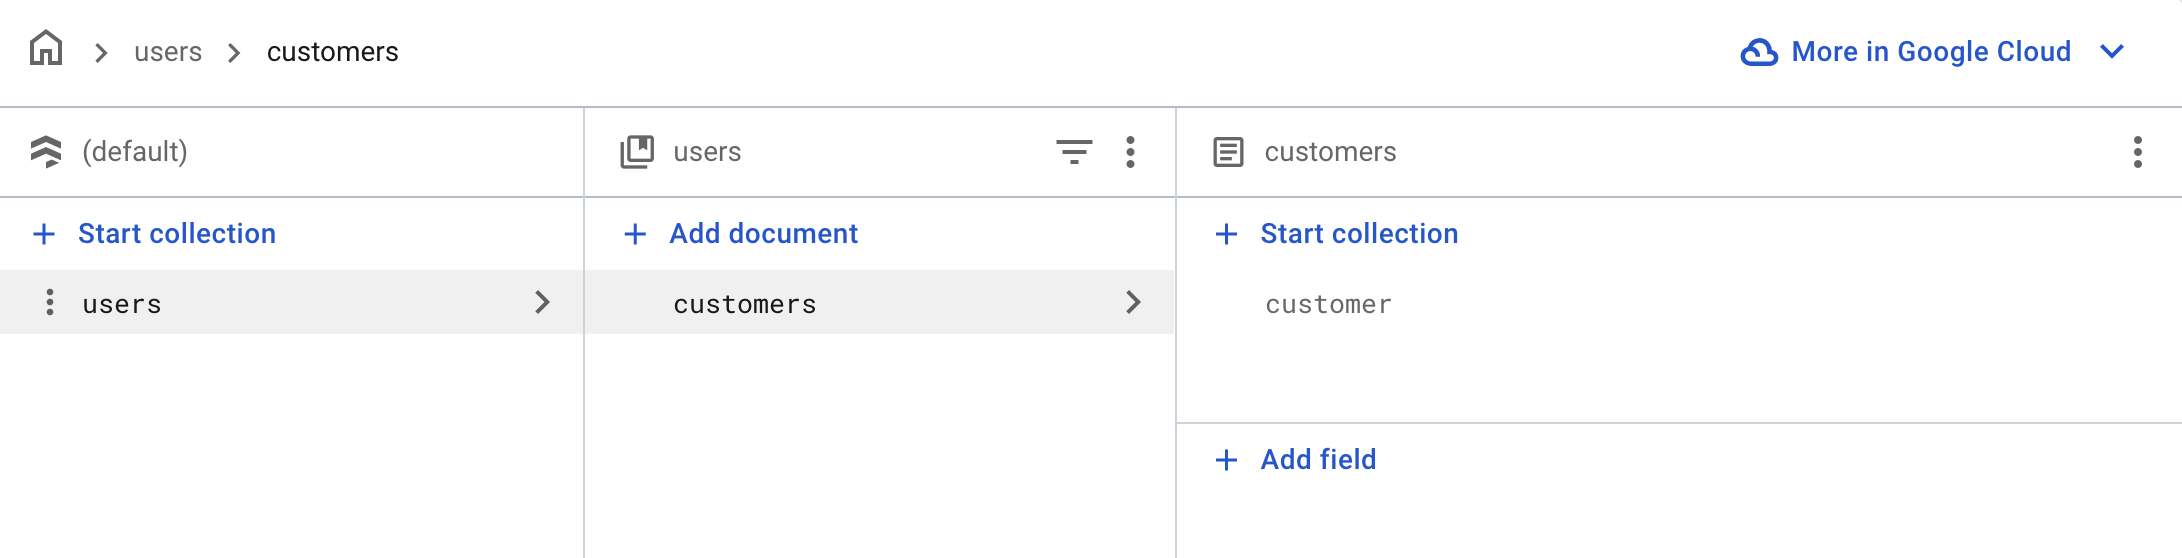 users customers
More in Google Cloud
(default)
users
customers
Start collection
Add document
Start collection
users
customers
customer
Add field